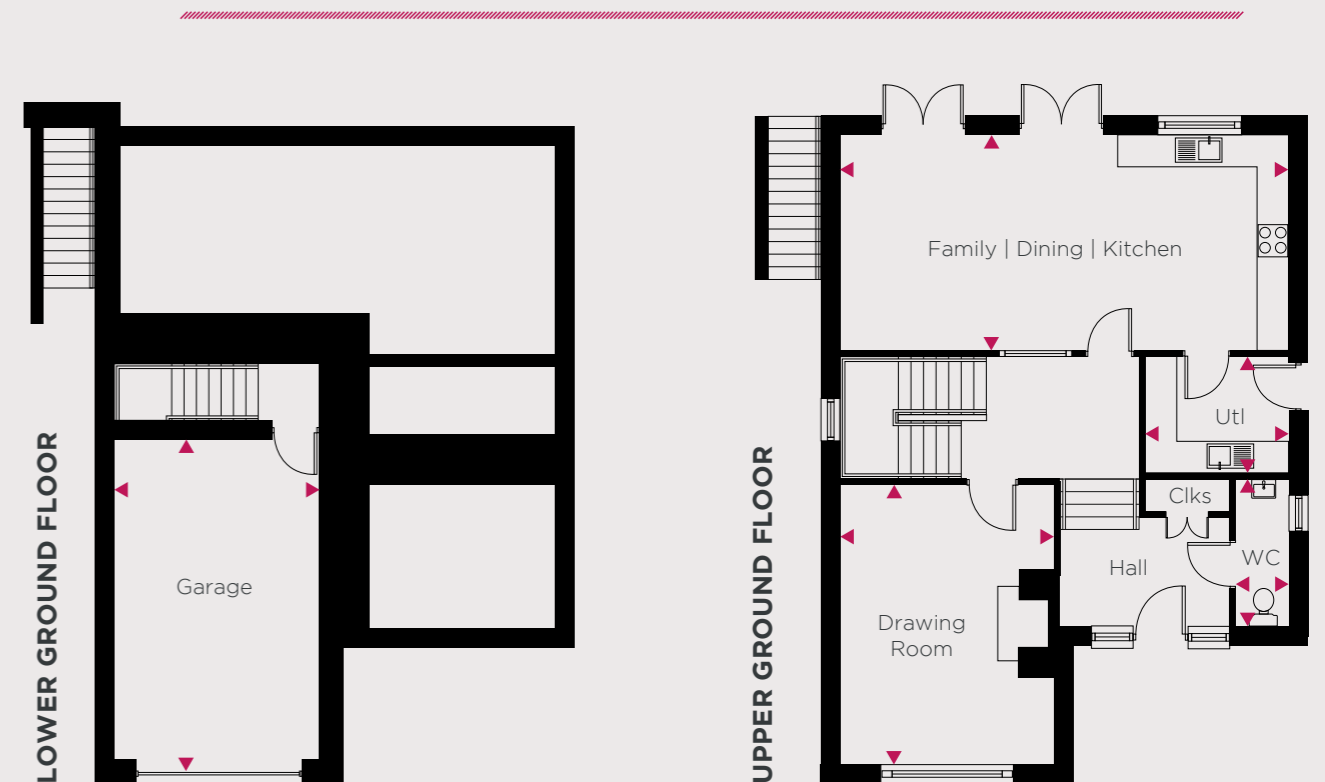 LOWER GROUND FLOOR
Garage
UPPER GROUND FLOOR
Family | Dining | Kitchen
Utl
Clks
WC
Hall
Drawing
Room